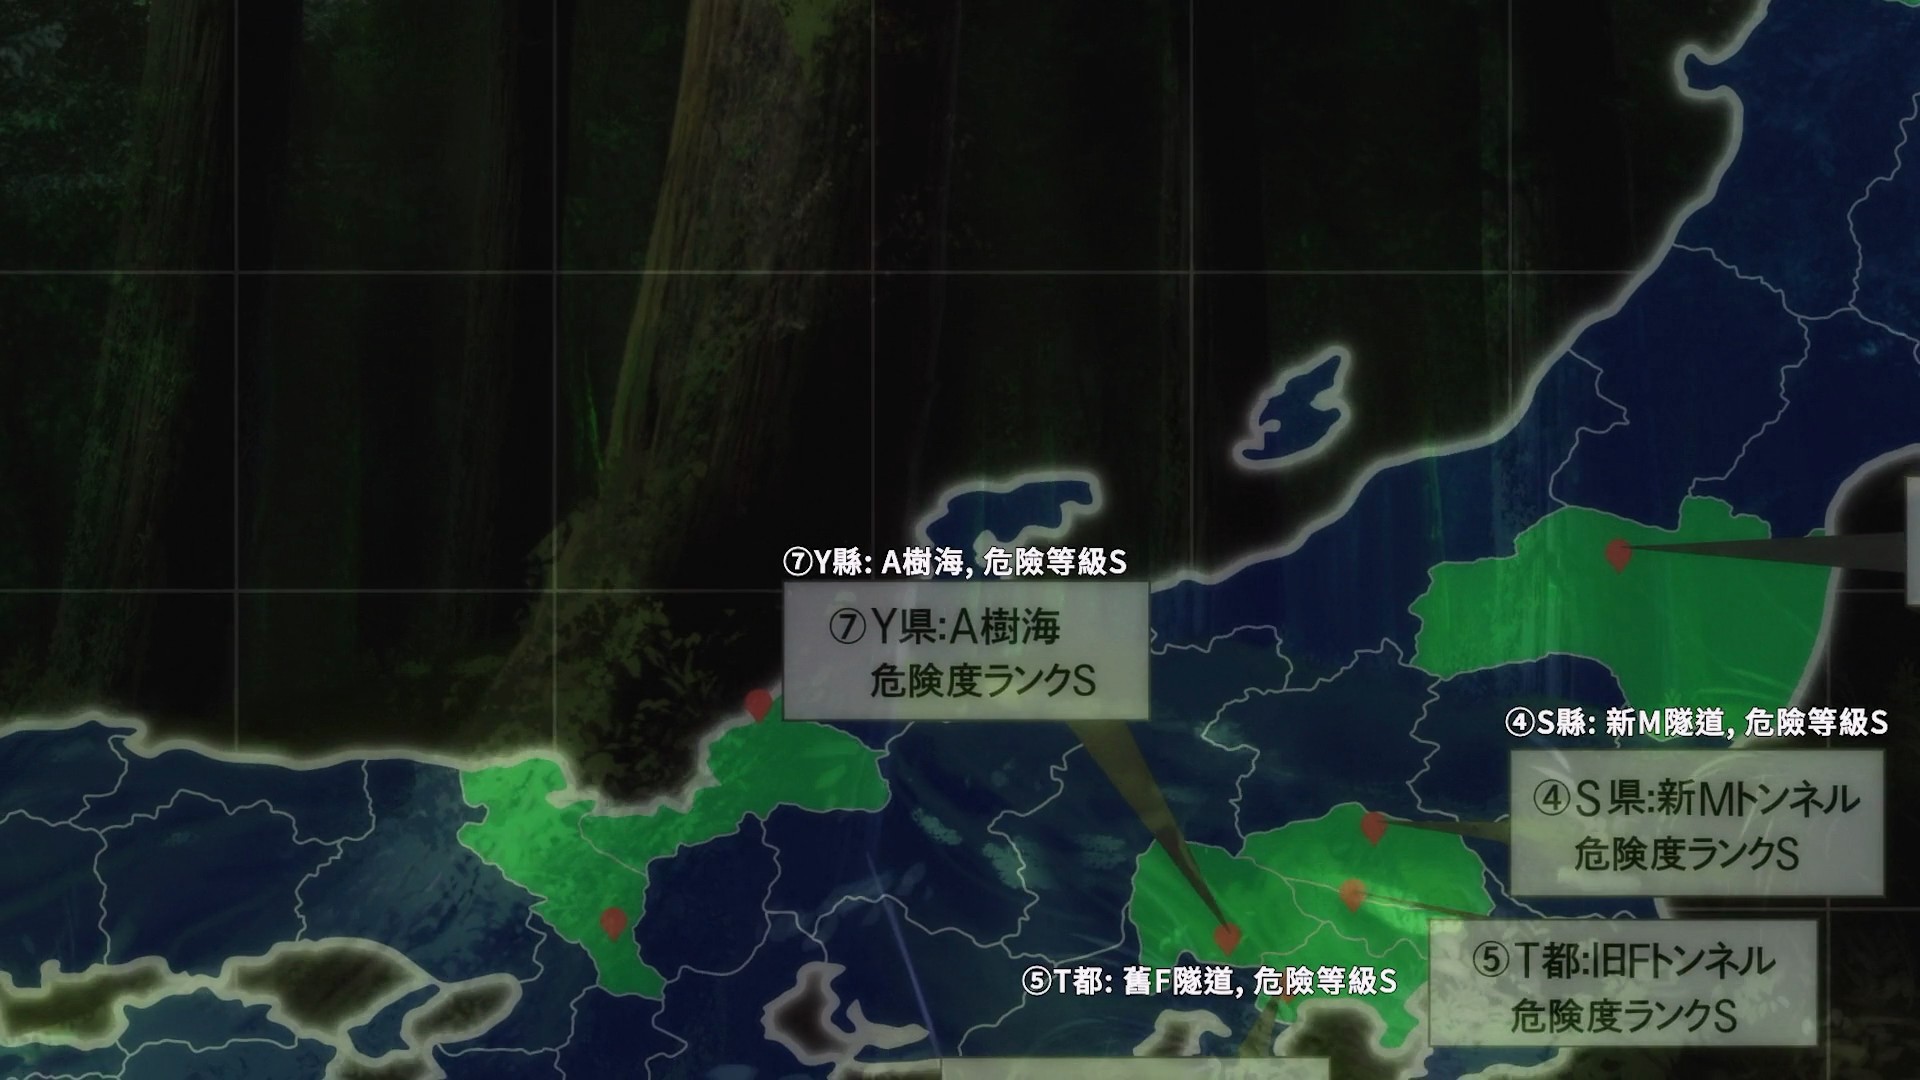 ⑦Y縣: A樹海, 危險等級S
⑦Y県:A樹海
危険度ランクS
④S縣: 新M隧道, 危險等級S
④S県:新Mトンネル
危険度ランクS
⑤T都:旧Fトンネル
危険度ランクS
⑤T都: 舊F隧道, 危險等級S